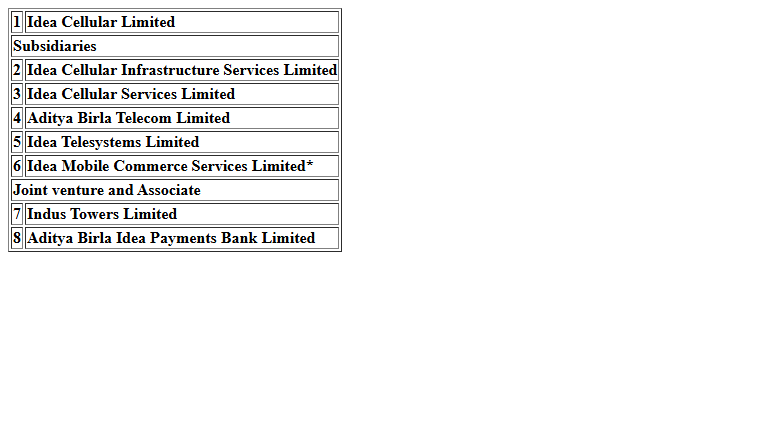 1 Idea Cellular Limited
Subsidiaries
2 Idea Cellular Infrastructure Services Limited
3 Idea Cellular Services Limited
4 Aditya Birla Telecom Limited
5 Idea Telesystems Limited
6 Idea Mobile Commerce Services Limited*
Joint venture and Associate
7 Indus Towers Limited
8 Aditya Birla Idea Payments Bank Limited